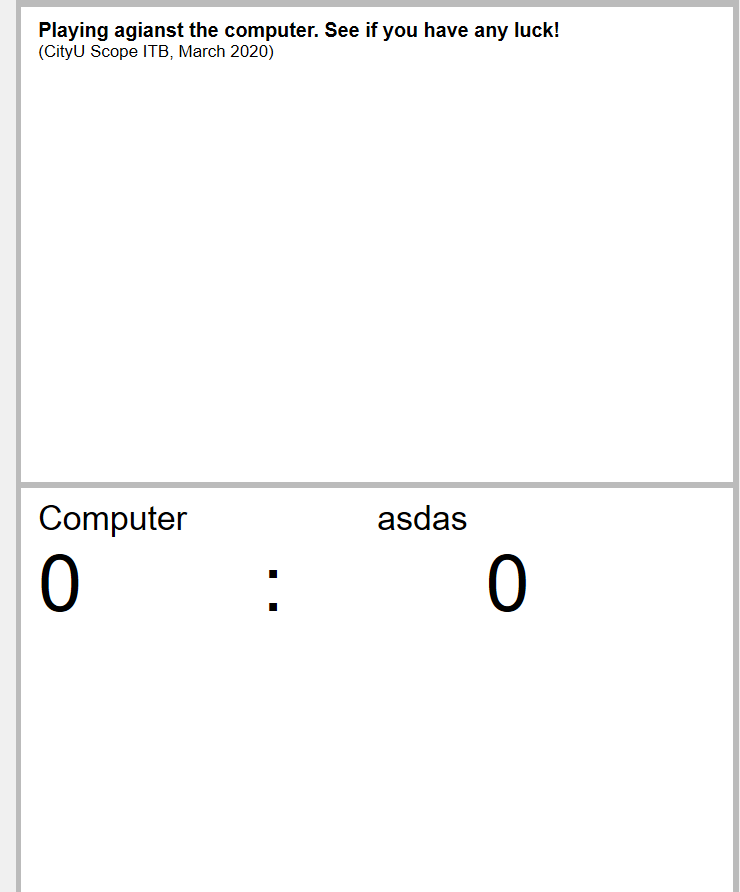 Playing agianst the computer. See if you have any luck!
(CityU Scope ITB, March 2020)
Computer asdas
0 : 0